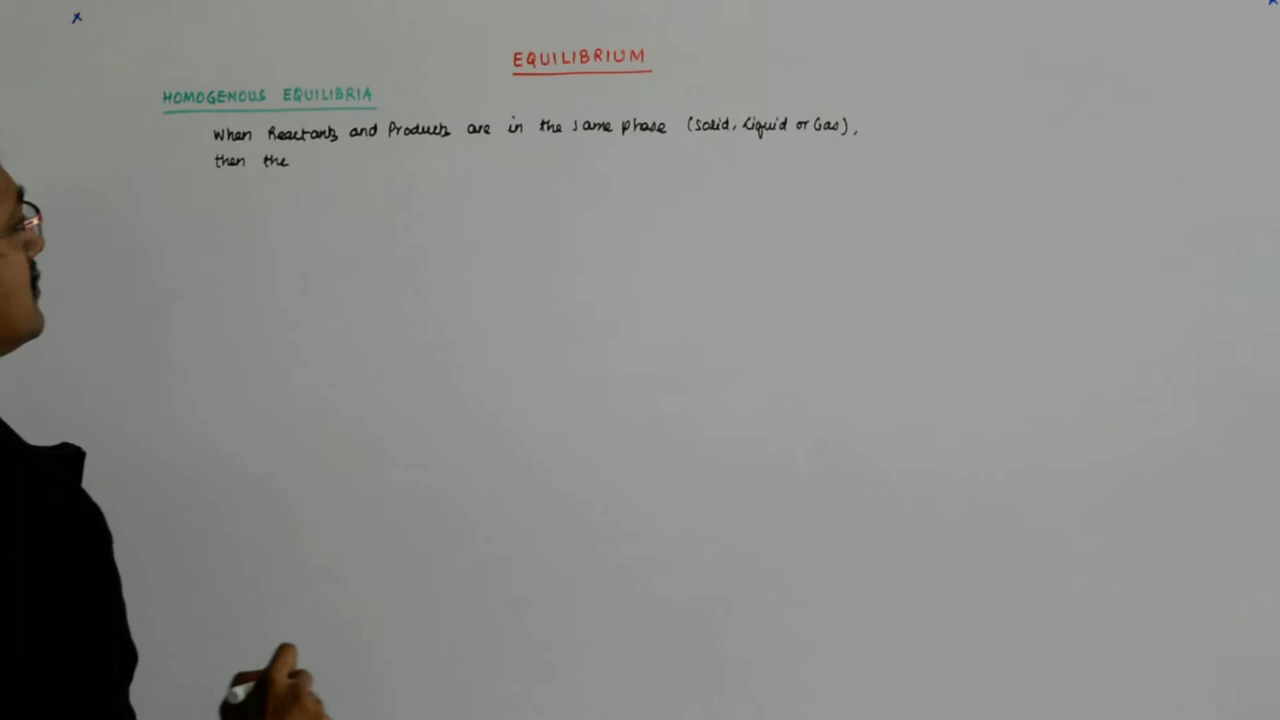 EQUILIBRIUM
HOMOGENOUS EQUILIBRIA
When Reactants and Products are in the same phase (Solid, Liquid or Gas),
then the